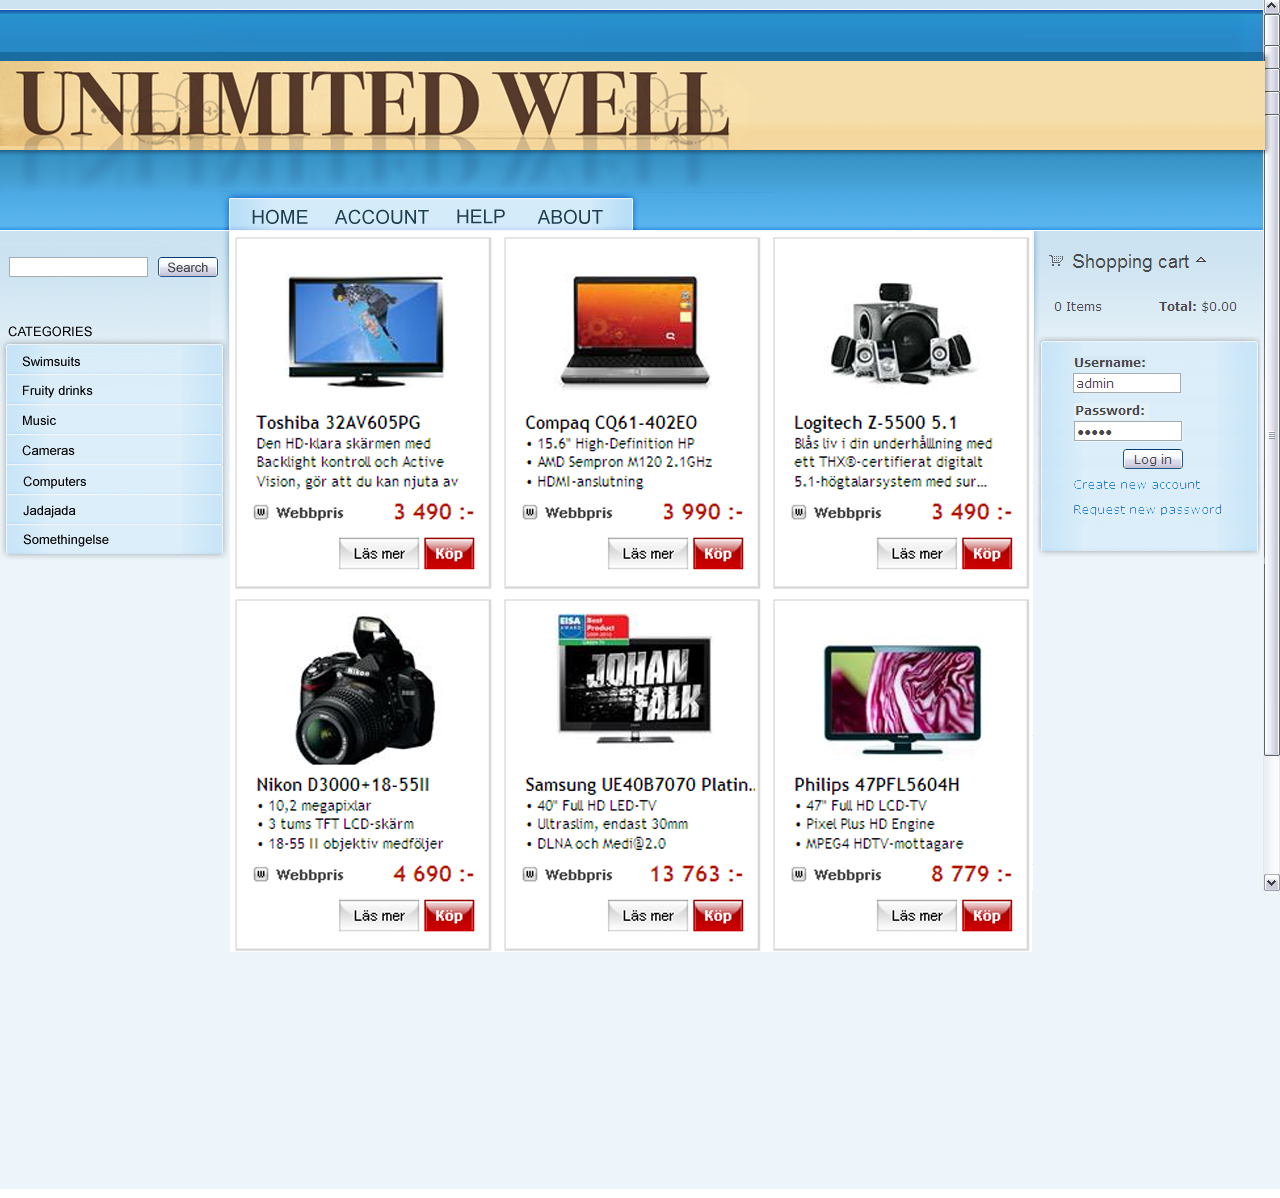 UNLIMITED WELL
HOME ACCOUNT HELP ABOUT
Search
CATEGORIES
Swimsuits
Fruity drinks
Music
Cameras
Computers
Jadajada
Somethingelse
Toshiba 32AV605PG
Den HD-klara skärmen med
Backlight kontroll och Active
Vision, gör att du kan njuta av
w Webbpris 3 490 :-
Läs mer Köp
Compaq CQ61-402EO
• 15.6" High-Definition HP
• AMD Sempron M120 2.1GHz
• HDMI-anslutning
w Webbpris 3 990 :-
Läs mer Köp
Logitech Z-5500 5.1
Blås liv i din underhållning med
ett THX®-certifierat digitalt
5.1-högtalarsystem med sur...
w Webbpris 3 490 :-
Läs mer Köp
Nikon
Nikon D3000+18-55II
• 10,2 megapixlar
• 3 tums TFT LCD-skärm
• 18-55 II objektiv medföljer
w Webbpris 4 690 :-
Läs mer Köp
EISA AWARD
Best Product
2009-2010
GREEN TV
JOHAN
FALK
Samsung UE40B7070 Platin..
• 40" Full HD LED-TV
• Ultraslim, endast 30mm
• DLNA och Medi@2.0
w Webbpris 13 763 :-
Läs mer Köp
Philips 47PFL5604H
• 47" Full HD LCD-TV
• Pixel Plus HD Engine
• MPEG4 HDTV-mottagare
w Webbpris 8 779 :-
Läs mer Köp
Shopping cart
0 Items Total: $0.00
Username:
admin
Password:
•••••
Log in
Create new account
Request new password